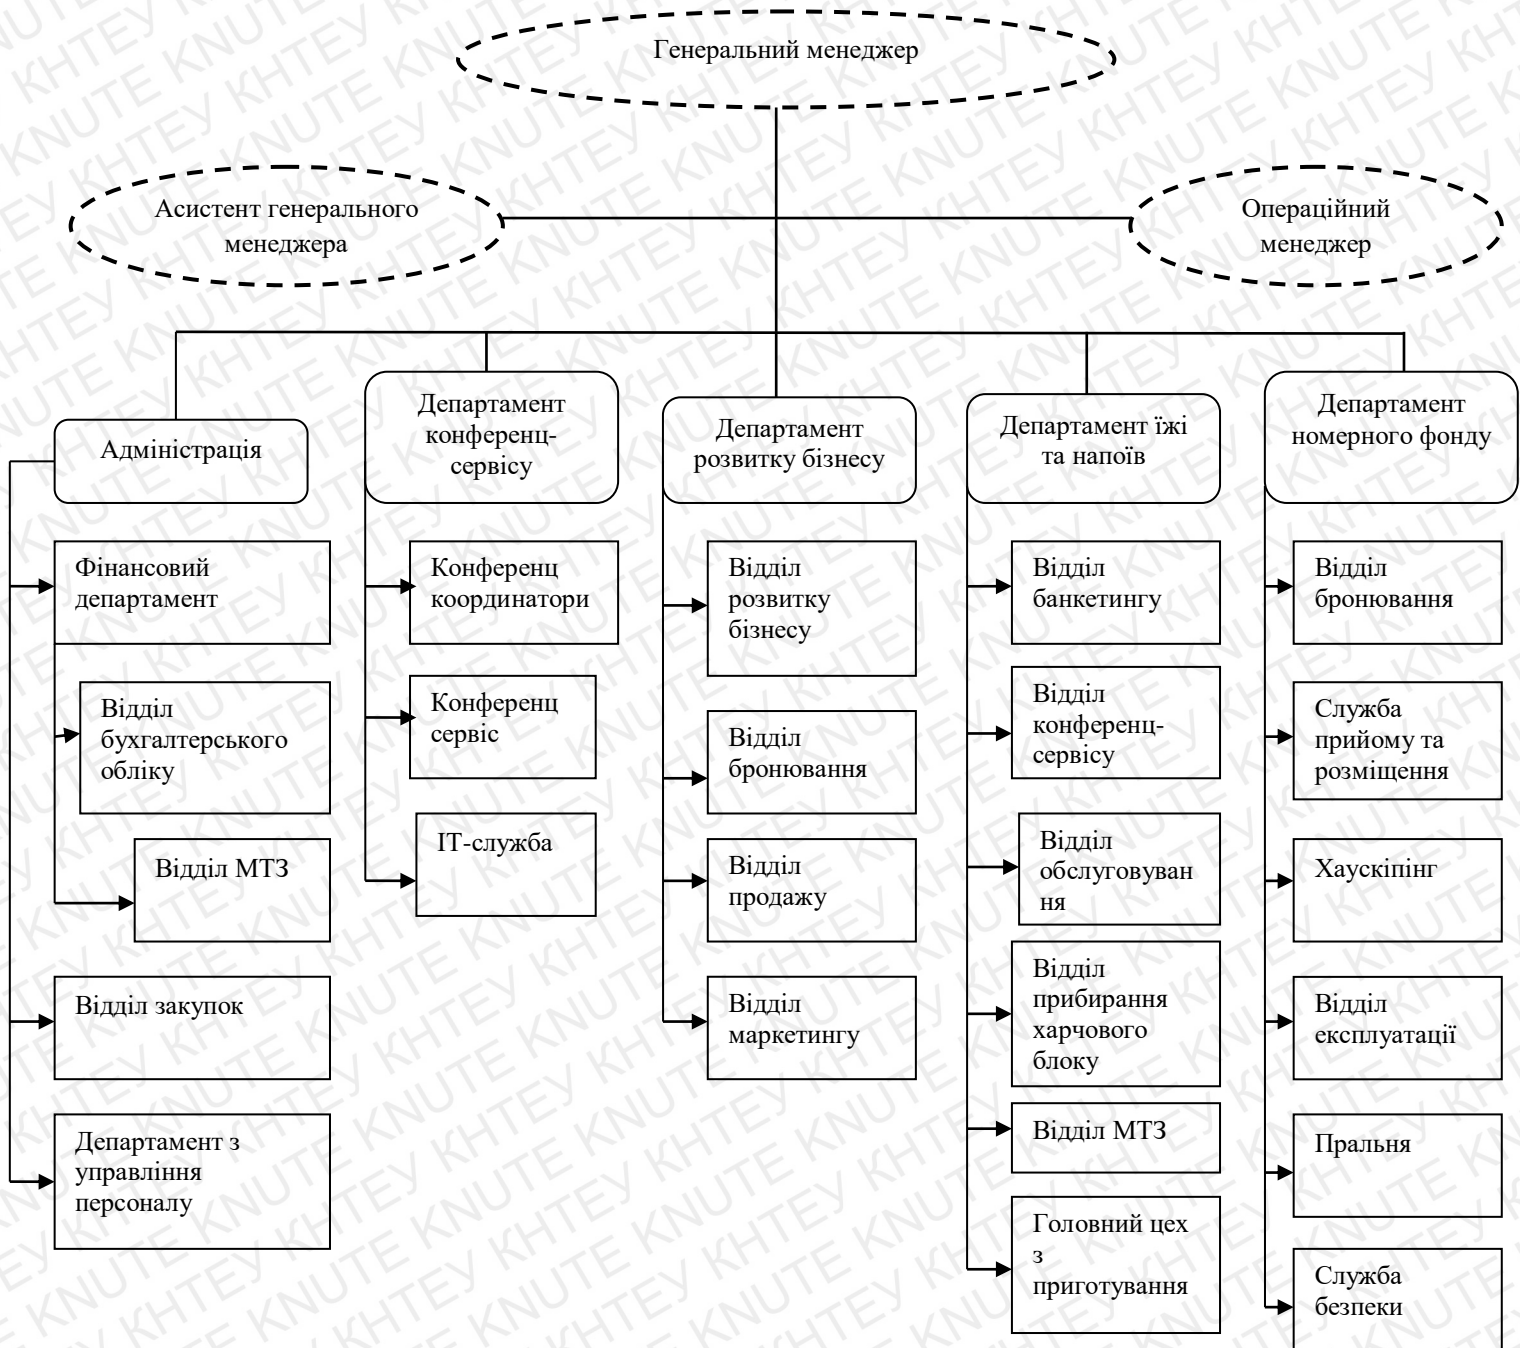 Генеральний менеджер
Асистент генерального
менеджера
Операційний
менеджер
Адміністрація
Фінансовий
департамент
Відділ
бухгалтерського
обліку
Відділ МТЗ
Відділ закупок
Департамент з
управління
персоналу
Департамент
конференц-
сервісу
Конференц
координатори
Конференц
сервіс
ІТ-служба
Департамент
розвитку бізнесу
Відділ
розвитку
бізнесу
Відділ
бронювання
Відділ
продажу
Відділ
маркетингу
Департамент їжі
та напоїв
Відділ
банкетингу
Відділ
конференц-
сервісу
Відділ
обслуговуван
ня
Відділ
прибирання
харчового
блоку
Відділ МТЗ
Головний цех
з
приготування
Департамент
номерного фонду
Відділ
бронювання
Служба
прийому та
розміщення
Хаускіпінг
Відділ
експлуатації
Пральня
Служба
безпеки
KNUTE КНТЕУ